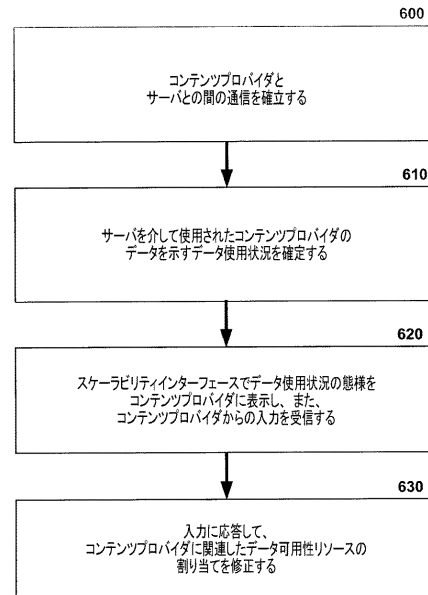 600
コンテンツプロバイダと
サーバとの間の通信を確立する
610
サーバを介して使用されたコンテンツプロバイダの
データを示すデータ使用状況を確定する
620
スケーラビリティインターフェースでデータ使用状況の態様を
コンテンツプロバイダに表示し、また、
コンテンツプロバイダからの入力を受信する
630
入力に応答して、
コンテンツプロバイダに関連したデータ可用性リソースの
割り当てを修正する